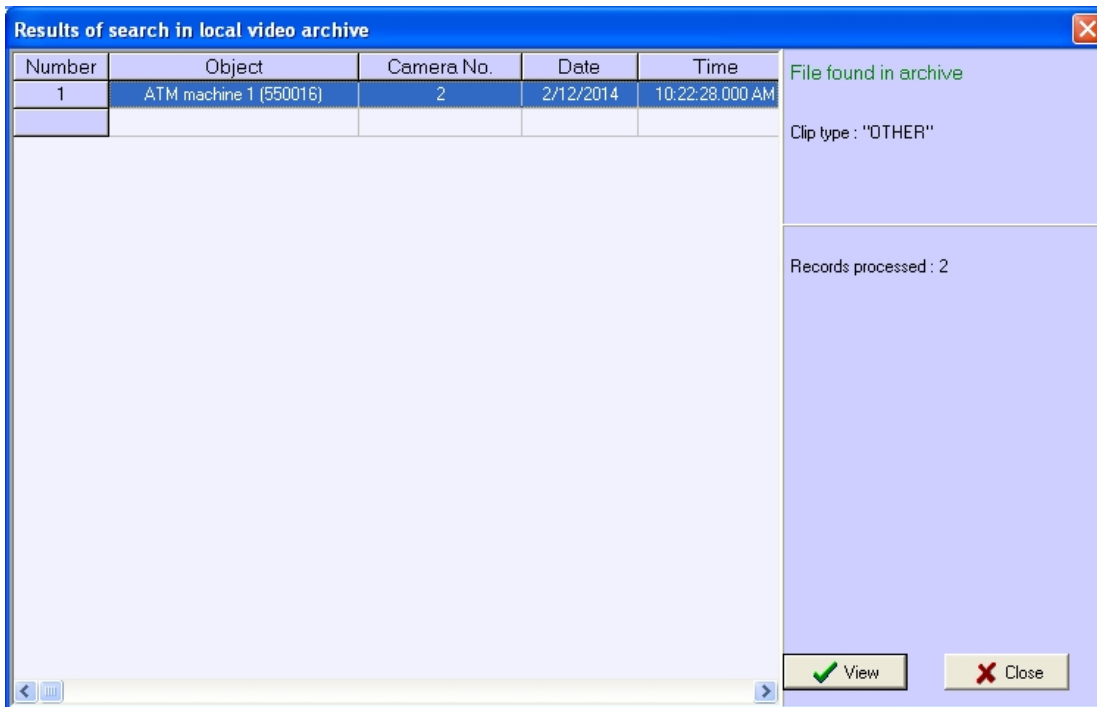 Results of search in local video archive
Number Object Camera No. Date Time
1 ATM machine 1 (550016) 2 2/12/2014 10:22:28.000 AM
File found in archive
Clip type : "OTHER"
Records processed : 2
View Close